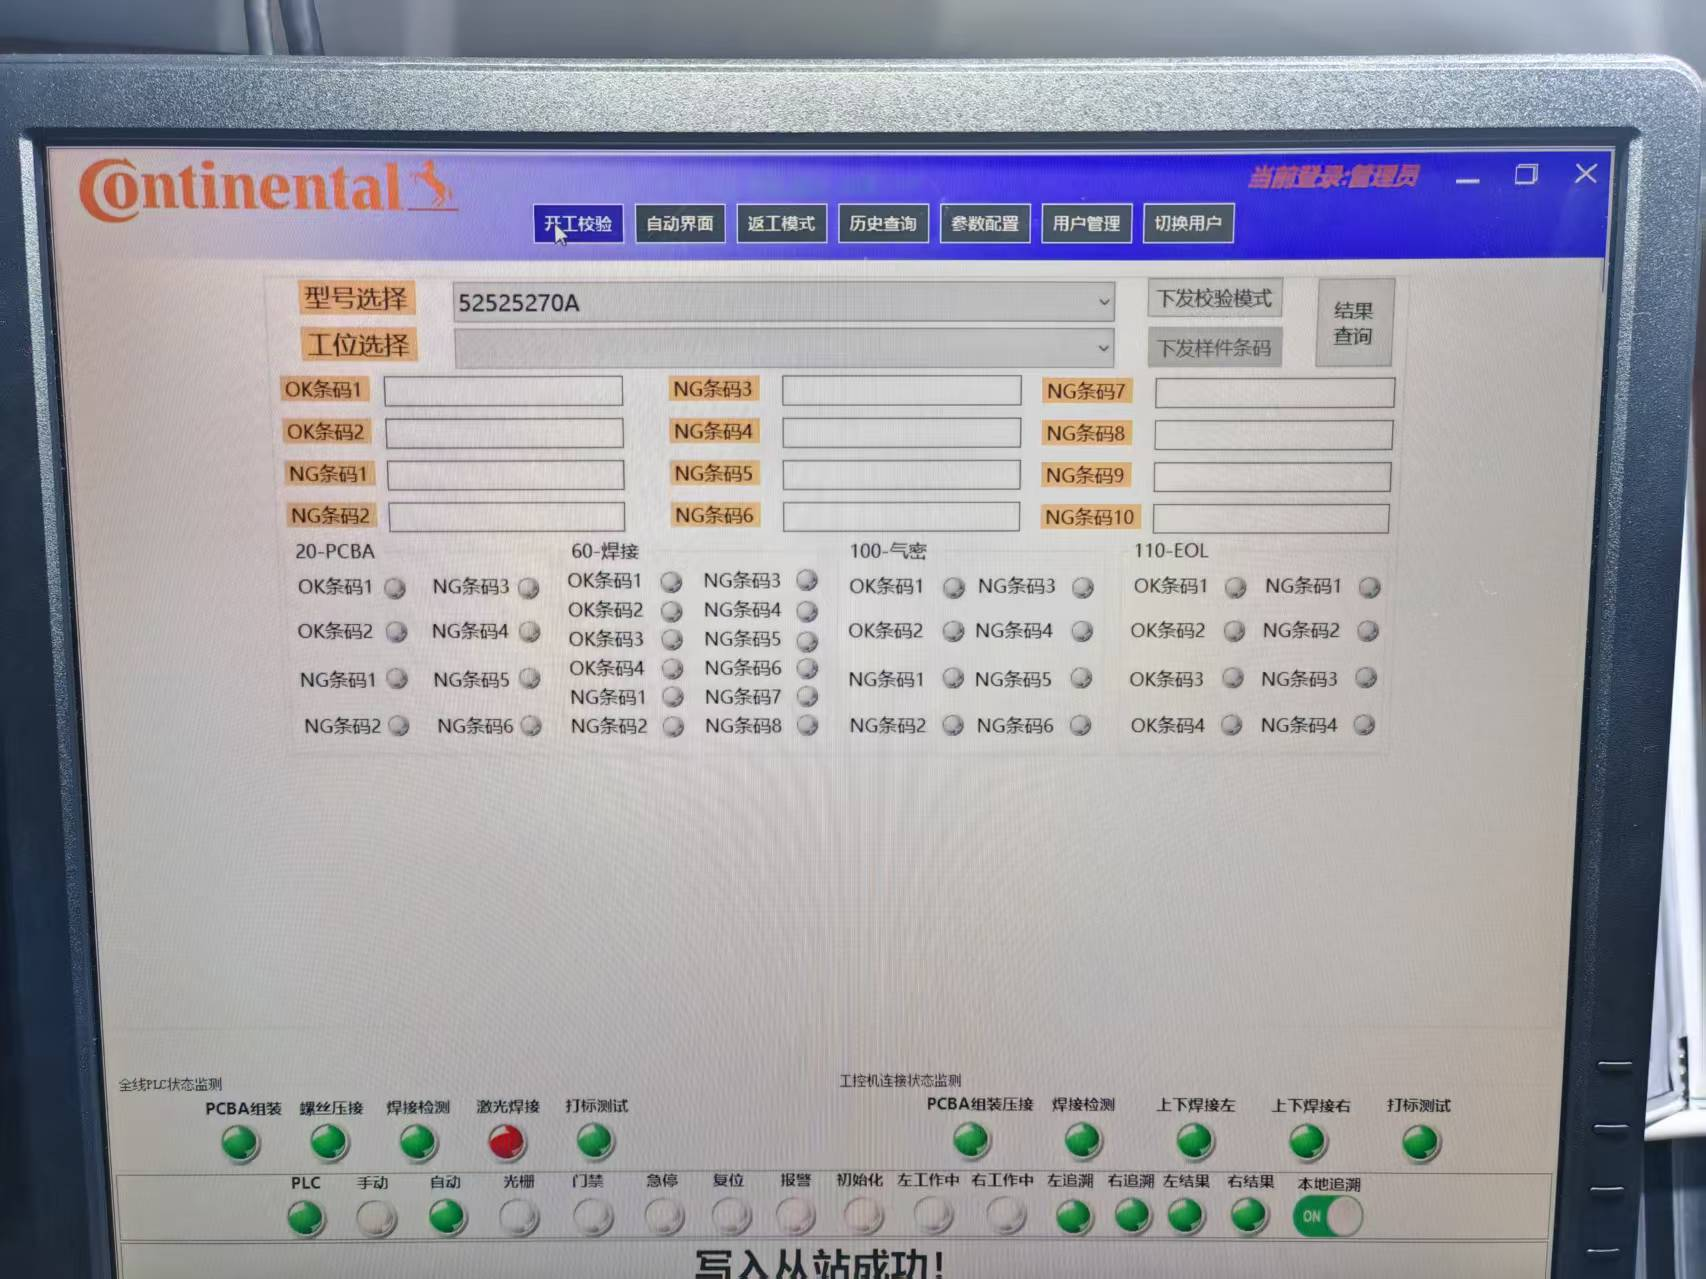 Continental
当前登录:管理员
开工校验 自动界面 返工模式 历史查询 参数配置 用户管理 切换用户
型号选择 52525270A 下发校验模式 结果
查询
工位选择 下发样件条码
OK条码1 NG条码3 NG条码7
OK条码2 NG条码4 NG条码8
NG条码1 NG条码5 NG条码9
NG条码2 NG条码6 NG条码10
20-PCBA
OK条码1 NG条码3
OK条码2 NG条码4
NG条码1 NG条码5
NG条码2 NG条码6
60-焊接
OK条码1 NG条码3
OK条码2 NG条码4
OK条码3 NG条码5
OK条码4 NG条码6
NG条码1 NG条码7
NG条码2 NG条码8
100-气密
OK条码1 NG条码3
OK条码2 NG条码4
NG条码1 NG条码5
NG条码2 NG条码6
110-EOL
OK条码1 NG条码1
OK条码2 NG条码2
OK条码3 NG条码3
OK条码4 NG条码4
全线PLC状态监测
PCBA组装 螺丝压接 焊接检测 激光焊接 打标测试
工控机连接状态监测
PCBA组装压接 焊接检测 上下焊接左 上下焊接右 打标测试
PLC 手动 自动 光栅 门禁 急停 复位 报警 初始化 左工作中 右工作中 左追溯 右追溯 左结果 右结果 本地追溯
ON
写入从站成功!